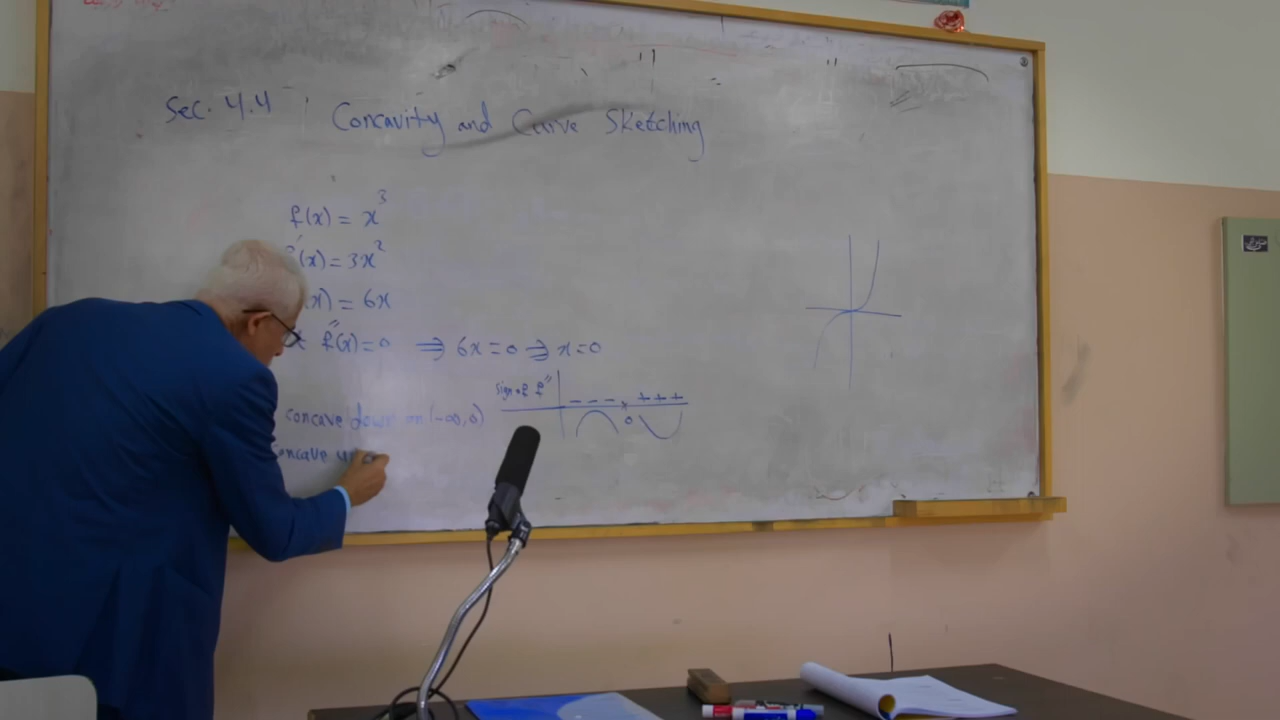 Sec. 4.4 Concavity and Curve Sketching
f(x) = x³
'(x) = 3x²
(x) = 6x
f''(x)=0 ⇒ 6x=0 ⇒ x=0
sign of f'' - - - + + +
0
concave down on (-∞,0)
concave u